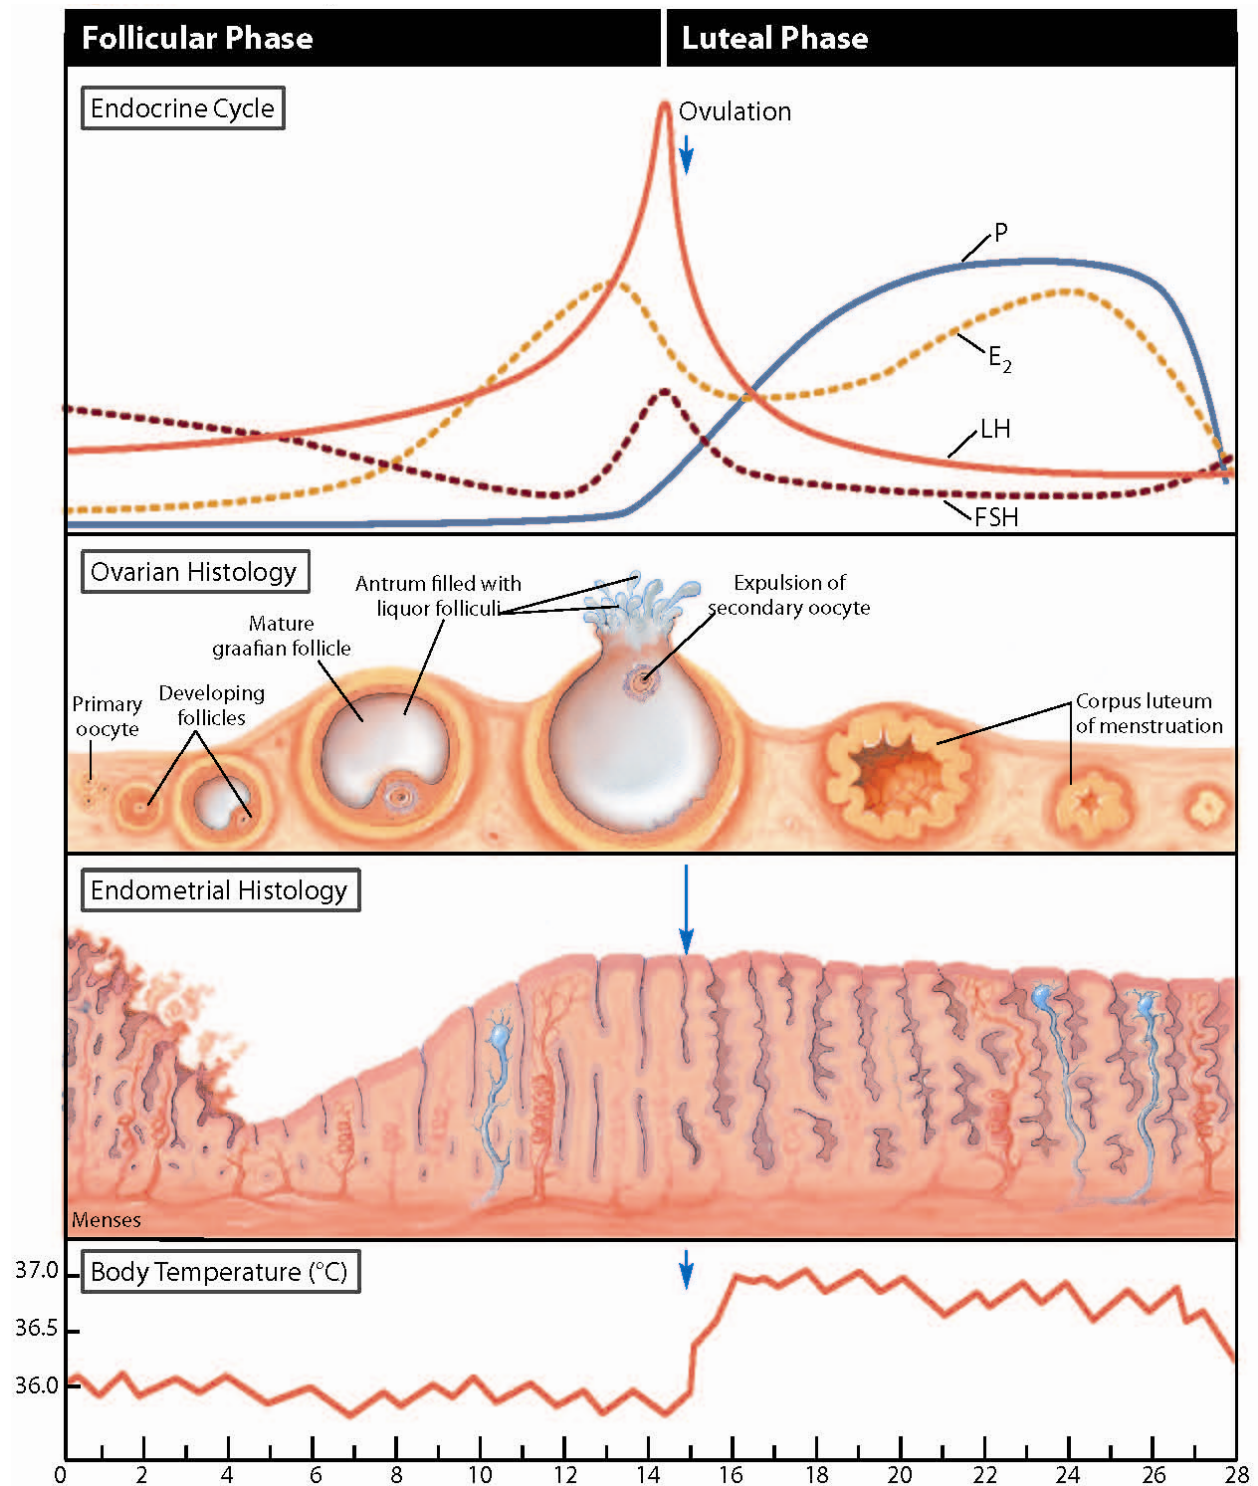 Follicular Phase
Luteal Phase
Endocrine Cycle
Ovulation
P
E2
LH
FSH
Ovarian Histology
Antrum filled with
liquor folliculi
Expulsion of
secondary oocyte
Mature
graafian follicle
Developing
follicles
Primary
oocyte
Corpus luteum
of menstruation
Endometrial Histology
Menses
Body Temperature (°C)
37.0
36.5
36.0
0 2 4 6 8 10 12 14 16 18 20 22 24 26 28